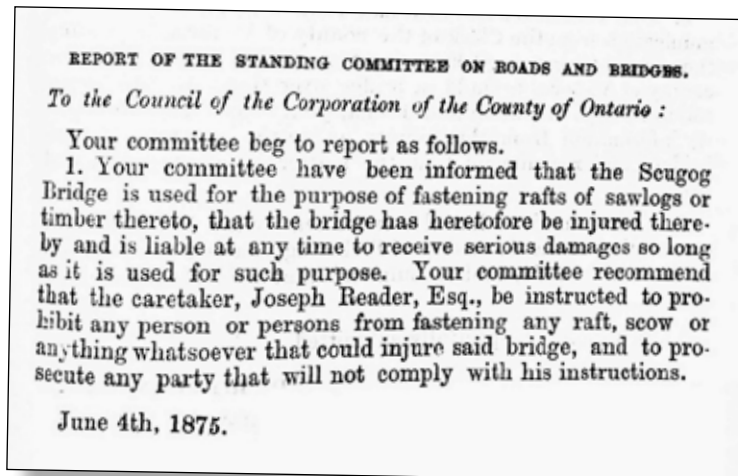 REPORT OF THE STANDING COMMITTEE ON ROADS AND BRIDGES.
To the Council of the Corporation of the County of Ontario :
Your committee beg to report as follows.
1. Your committee have been informed that the Scugog
Bridge is used for the purpose of fastening rafts of sawlogs or
timber thereto, that the bridge has heretofore be injured there-
by and is liable at any time to receive serious damages so long
as it is used for such purpose. Your committee recommend
that the caretaker, Joseph Reader, Esq., be instructed to pro-
hibit any person or persons from fastening any raft, scow or
anything whatsoever that could injure said bridge, and to pro-
secute any party that will not comply with his instructions.
June 4th, 1875.